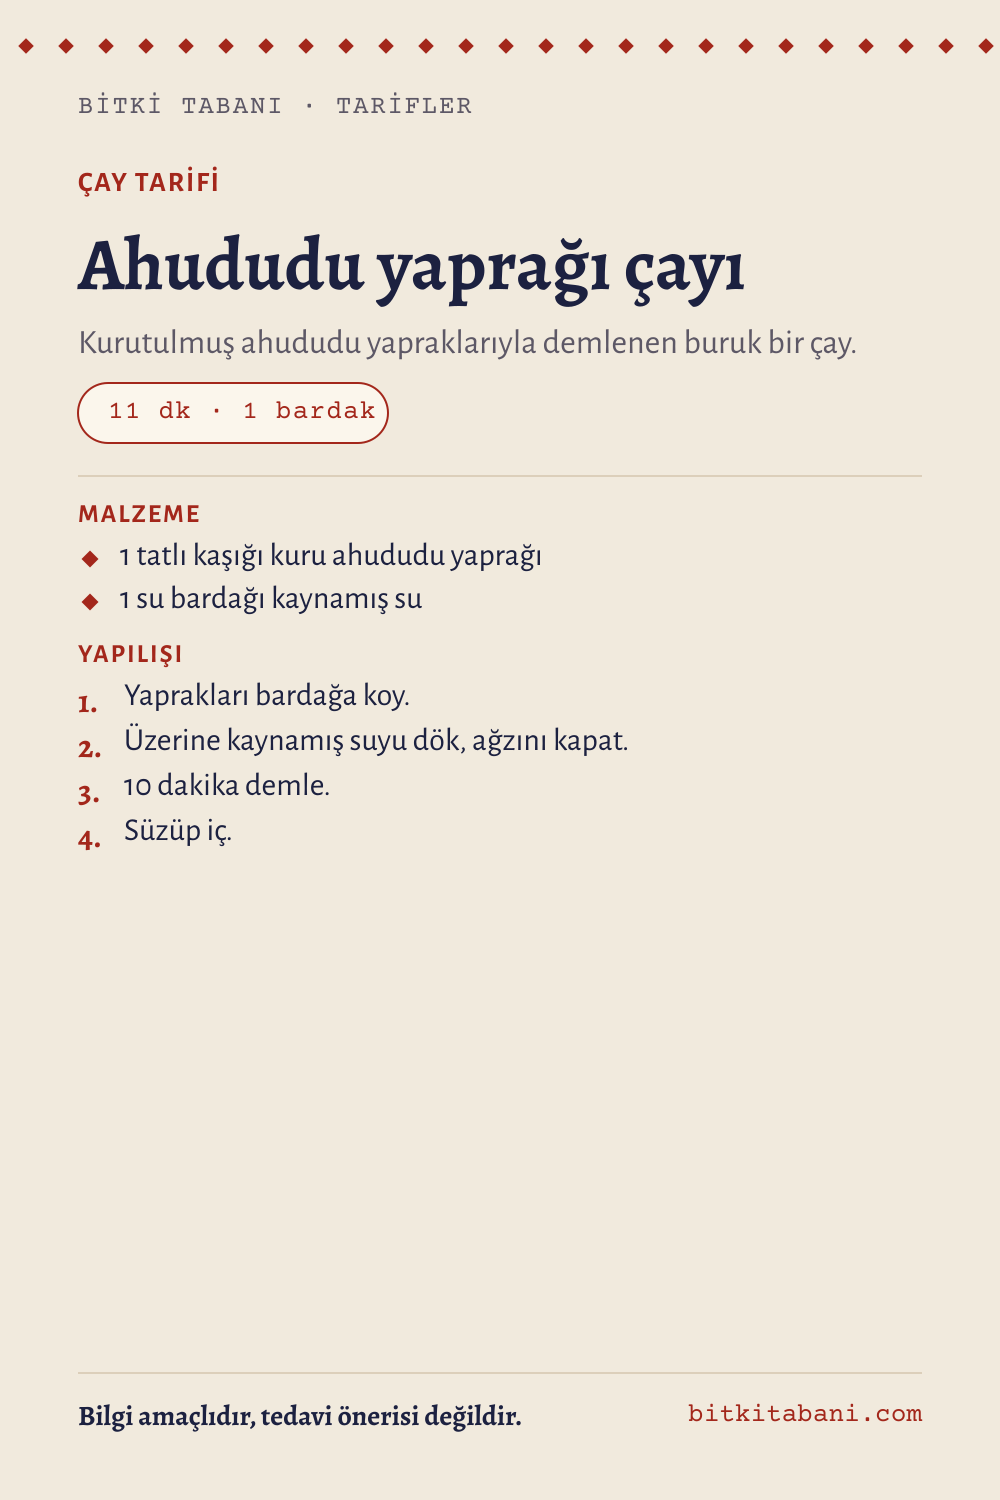 BİTKİ TABANI · TARİFLER
ÇAY TARİFİ
Ahududu yaprağı çayı
Kurutulmuş ahududu yapraklarıyla demlenen buruk bir çay.
11 dk · 1 bardak
MALZEME
◆ 1 tatlı kaşığı kuru ahududu yaprağı
◆ 1 su bardağı kaynamış su
YAPILIŞI
1. Yaprakları bardağa koy.
2. Üzerine kaynamış suyu dök, ağzını kapat.
3. 10 dakika demle.
4. Süzüp iç.
Bilgi amaçlıdır, tedavi önerisi değildir. bitkitabani.com